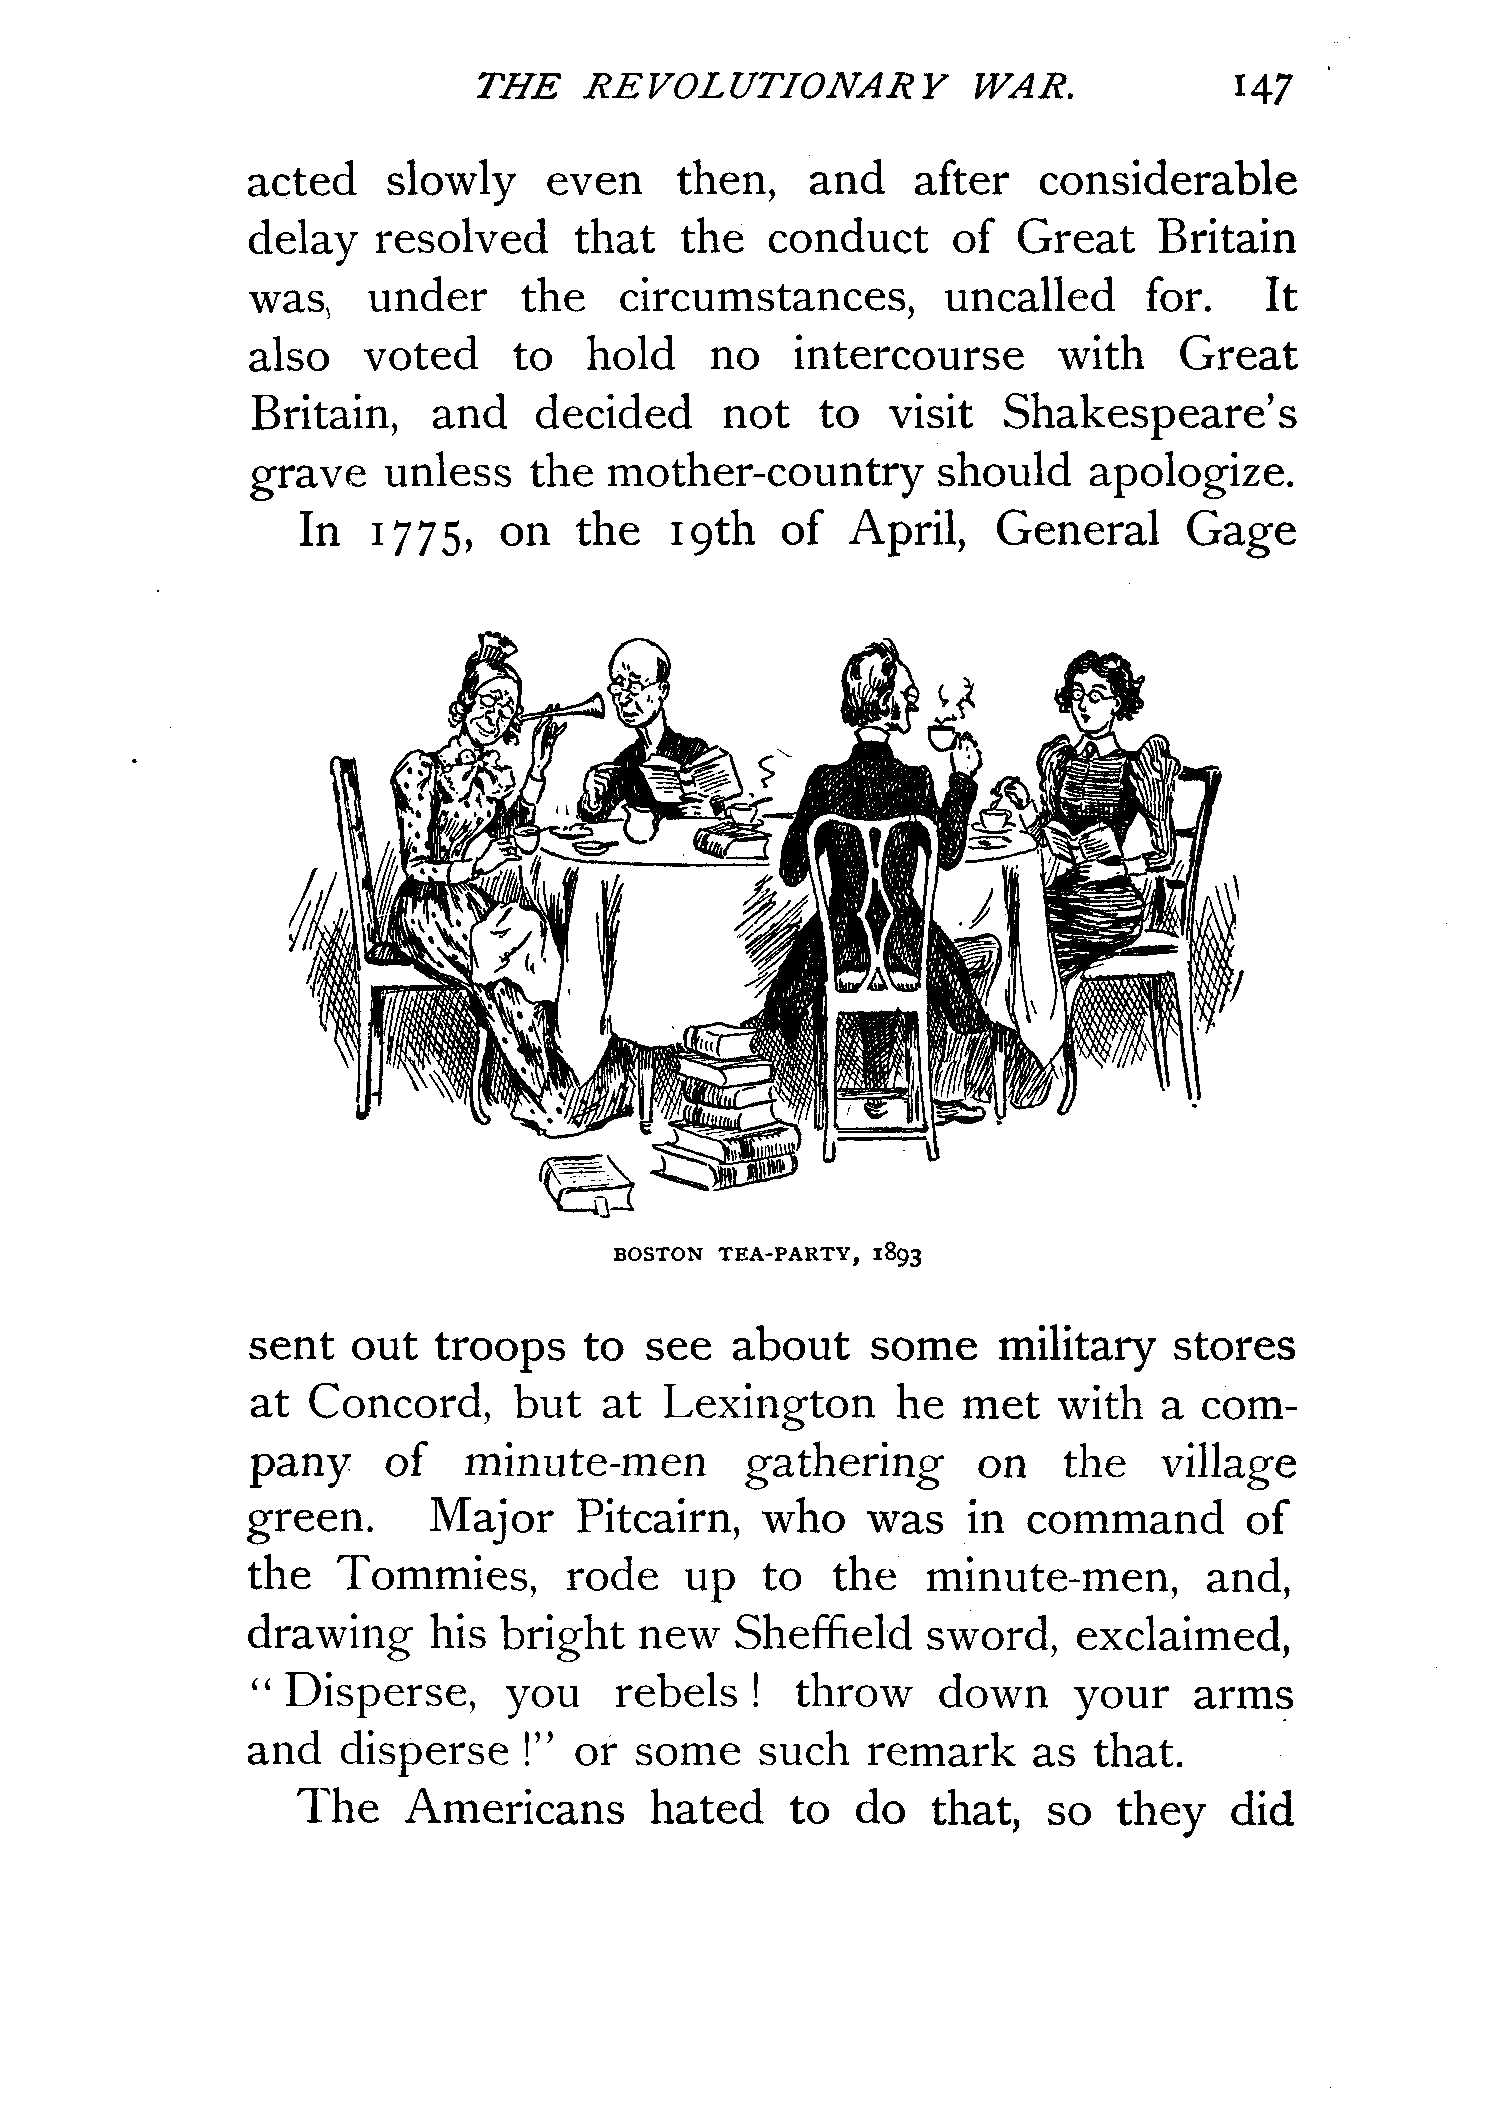 THE REVOLUTIONARY WAR. 147
acted slowly even then, and after considerable
delay resolved that the conduct of Great Britain
was, under the circumstances, uncalled for. It
also voted to hold no intercourse with Great
Britain, and decided not to visit Shakespeare's
grave unless the mother-country should apologize.
In 1775, on the 19th of April, General Gage
BOSTON TEA-PARTY, 1893
sent out troops to see about some military stores
at Concord, but at Lexington he met with a com-
pany of minute-men gathering on the village
green. Major Pitcairn, who was in command of
the Tommies, rode up to the minute-men, and,
drawing his bright new Sheffield sword, exclaimed,
" Disperse, you rebels ! throw down your arms
and disperse !" or some such remark as that.
The Americans hated to do that, so they did